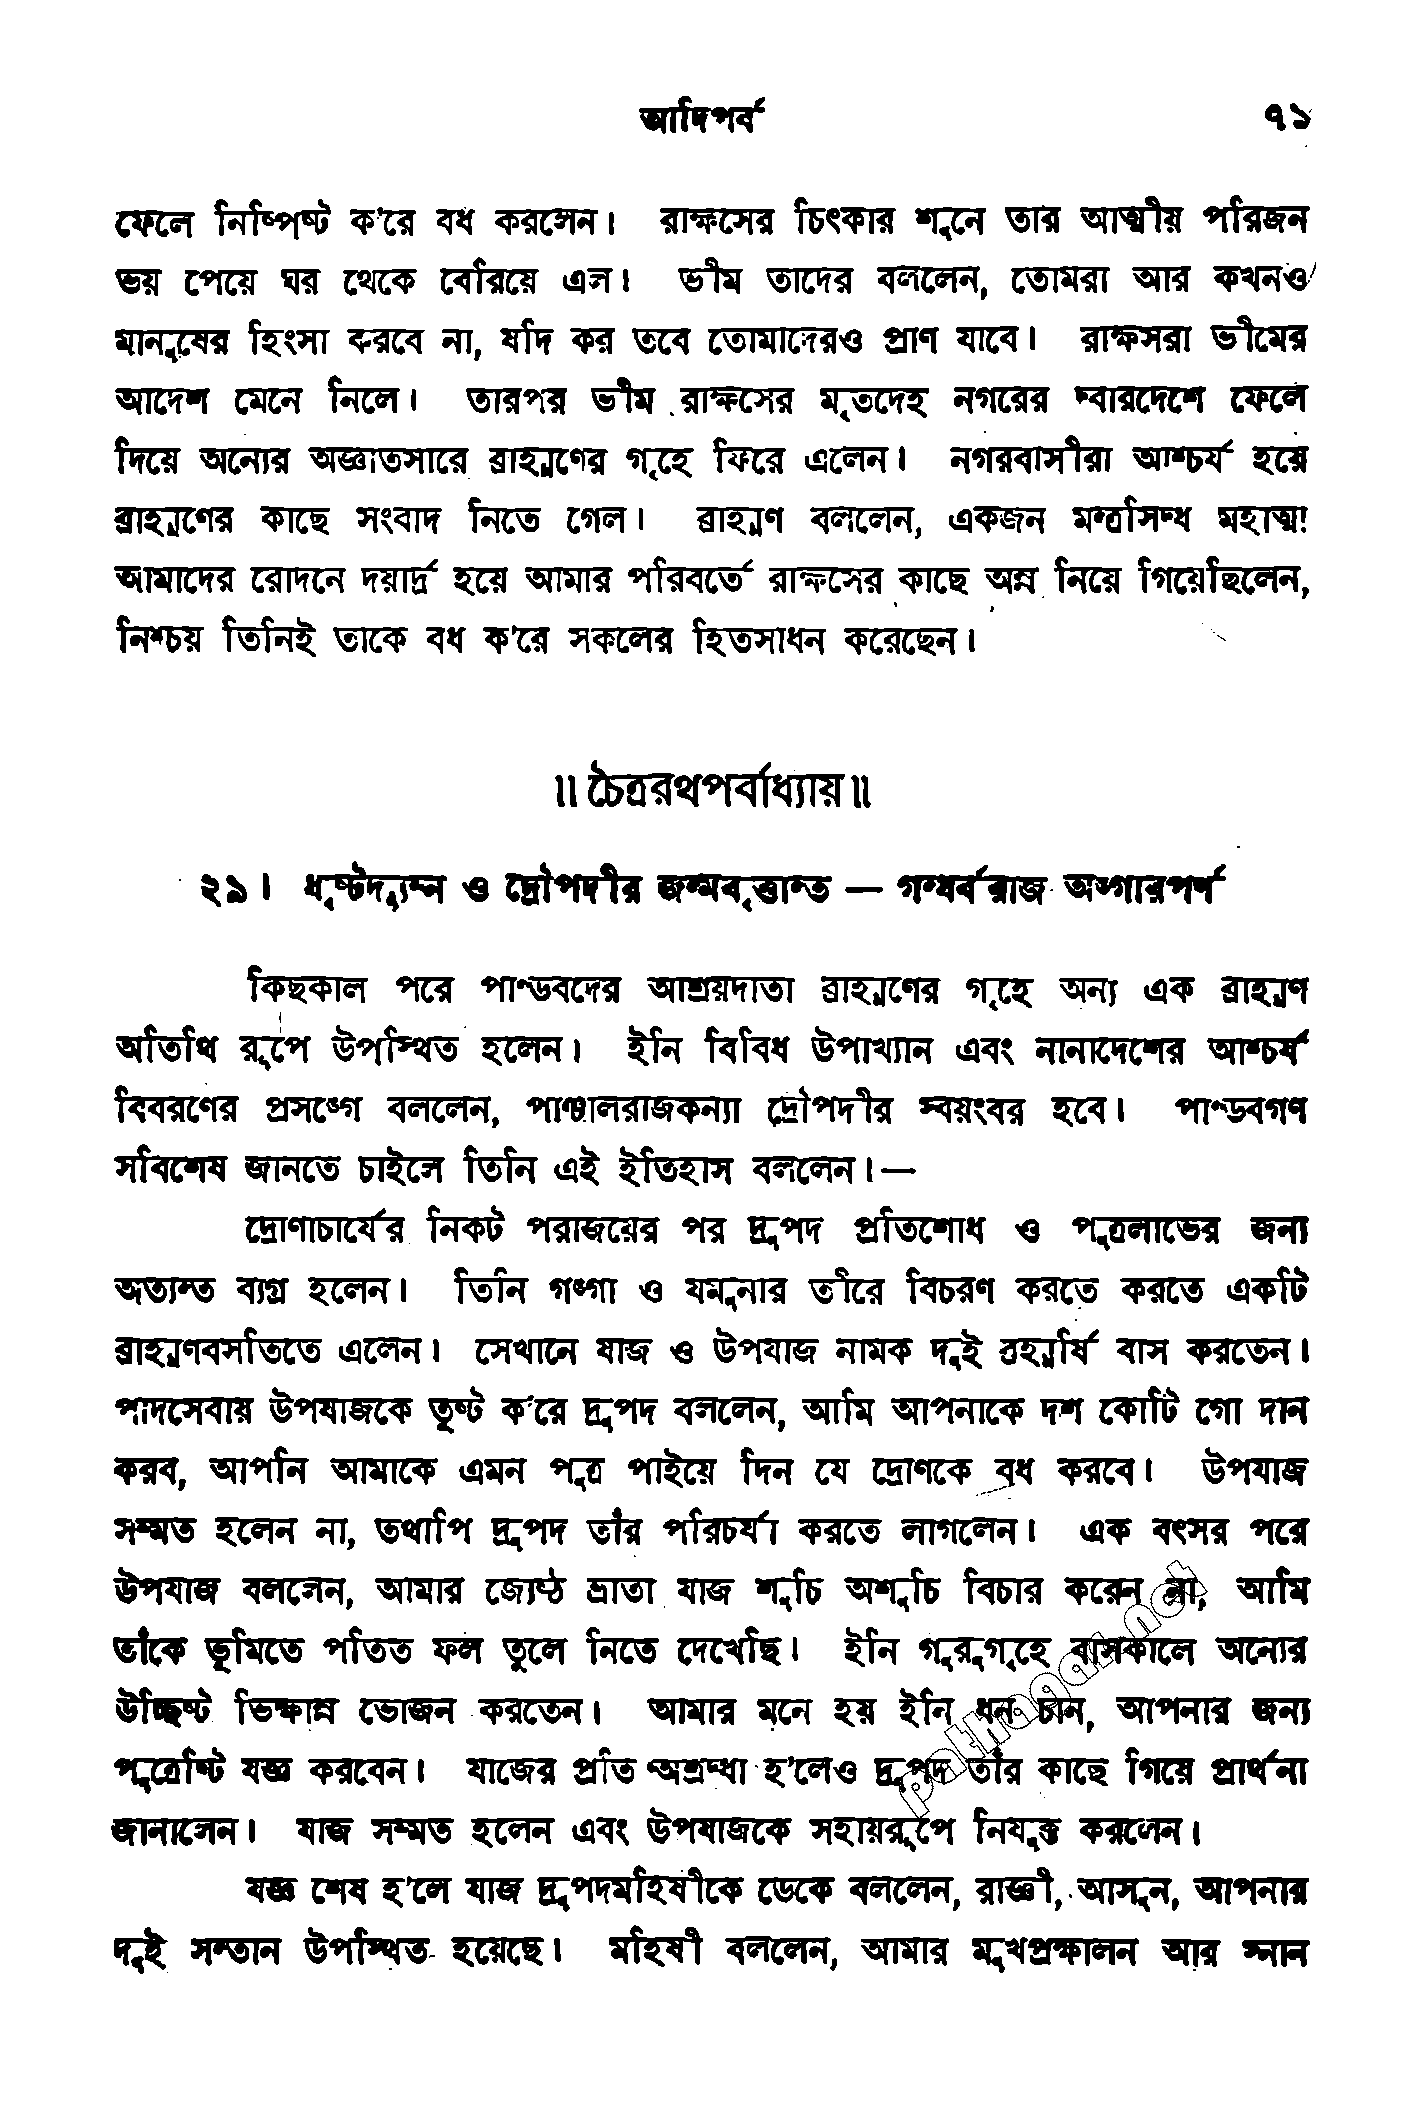 আদিপর্ব ৭১
ফেলে নিষ্পিষ্ট ক'রে বধ করলেন। রাক্ষসের চিৎকার শুনে তার আত্মীয় পরিজন
ভয় পেয়ে ঘর থেকে বেরিয়ে এল। ভীম তাদের বললেন, তোমরা আর কখনও
মানুষের হিংসা করবে না, যদি কর তবে তোমাদেরও প্রাণ যাবে। রাক্ষসরা ভীমের
আদেশ মেনে নিলে। তারপর ভীম রাক্ষসের মৃতদেহ নগরের দ্বারদেশে ফেলে
দিয়ে অন্যের অজ্ঞাতসারে ব্রাহ্মণের গৃহে ফিরে এলেন। নগরবাসীরা আশ্চর্য হয়ে
ব্রাহ্মণের কাছে সংবাদ নিতে গেল। ব্রাহ্মণ বললেন, একজন মন্ত্রসিদ্ধ মহাত্মা
আমাদের রোদনে দয়ার্দ্র হয়ে আমার পরিবর্তে রাক্ষসের কাছে অন্ন নিয়ে গিয়েছিলেন,
নিশ্চয় তিনিই তাকে বধ ক'রে সকলের হিতসাধন করেছেন।
॥ চৈত্ররথপর্বাধ্যায় ॥
২৯। ধৃষ্টদ্যুম্ন ও দ্রৌপদীর জন্মবৃত্তান্ত — গন্ধর্বরাজ অঙ্গারপর্ণ
কিছকাল পরে পাণ্ডবদের আশ্রয়দাতা ব্রাহ্মণের গৃহে অন্য এক ব্রাহ্মণ
অতিথি রূপে উপস্থিত হলেন। ইনি বিবিধ উপাখ্যান এবং নানাদেশের আশ্চর্য
বিবরণের প্রসঙ্গে বললেন, পাঞ্চালরাজকন্যা দ্রৌপদীর স্বয়ংবর হবে। পাণ্ডবগণ
সবিশেষ জানতে চাইলে তিনি এই ইতিহাস বললেন।—
দ্রোণাচার্যের নিকট পরাজয়ের পর দ্রুপদ প্রতিশোধ ও পুত্রলাভের জন্য
অত্যন্ত ব্যগ্র হলেন। তিনি গঙ্গা ও যমুনার তীরে বিচরণ করতে করতে একটি
ব্রাহ্মণবসতিতে এলেন। সেখানে যাজ ও উপযাজ নামক দুই ব্রহ্মর্ষি বাস করতেন।
পাদসেবায় উপযাজকে তুষ্ট ক'রে দ্রুপদ বললেন, আমি আপনাকে দশ কোটি গো দান
করব, আপনি আমাকে এমন পুত্র পাইয়ে দিন যে দ্রোণকে বধ করবে। উপযাজ
সম্মত হলেন না, তথাপি দ্রুপদ তাঁর পরিচর্যা করতে লাগলেন। এক বৎসর পরে
উপযাজ বললেন, আমার জ্যেষ্ঠ ভ্রাতা যাজ শুচি অশুচি বিচার করেন না, আমি
তাঁকে ভূমিতে পতিত ফল তুলে নিতে দেখেছি। ইনি গুরুগৃহে বাসকালে অন্যের
উচ্ছিষ্ট ভিক্ষান্ন ভোজন করতেন। আমার মনে হয় ইনি ধন চান, আপনার জন্য
পুত্রেষ্টি যজ্ঞ করবেন। যাজের প্রতি অশ্রদ্ধা হ'লেও দ্রুপদ তাঁর কাছে গিয়ে প্রার্থনা
জানালেন। যাজ সম্মত হলেন এবং উপযাজকে সহায়রূপে নিযুক্ত করলেন।
যজ্ঞ শেষ হ'লে যাজ দ্রুপদমহিষীকে ডেকে বললেন, রাজ্ঞী, আসুন, আপনার
দুই সন্তান উপস্থিত হয়েছে। মহিষী বললেন, আমার মুখপ্রক্ষালন আর স্নান
pathagar.net